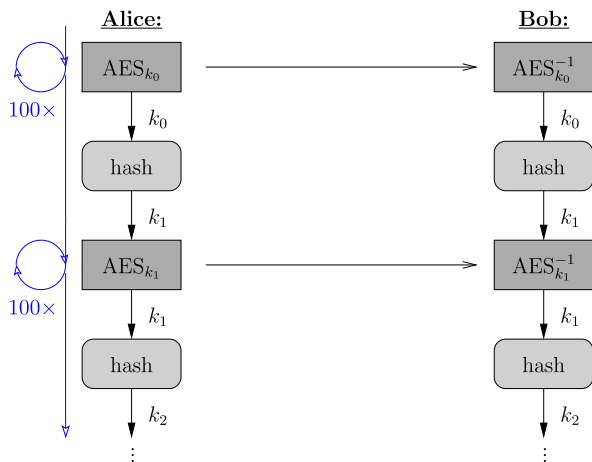 Alice: Bob:
AES_{k_0} AES_{k_0}^{-1}
100×
k_0 k_0
hash hash
k_1 k_1
AES_{k_1} AES_{k_1}^{-1}
100×
k_1 k_1
hash hash
k_2 k_2
⋮ ⋮